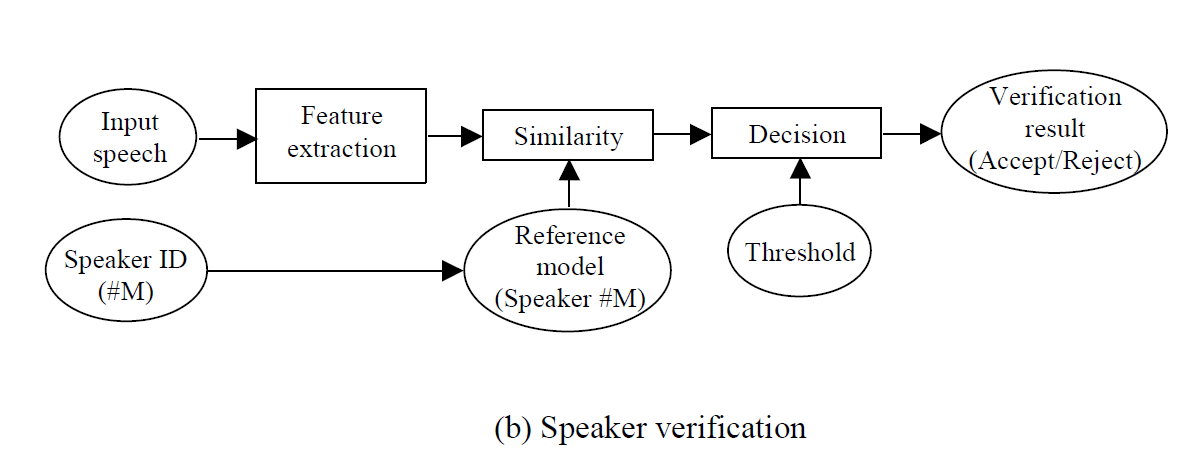 Input
speech
Feature
extraction
Similarity
Decision
Verification
result
(Accept/Reject)
Speaker ID
(#M)
Reference
model
(Speaker #M)
Threshold
(b) Speaker verification